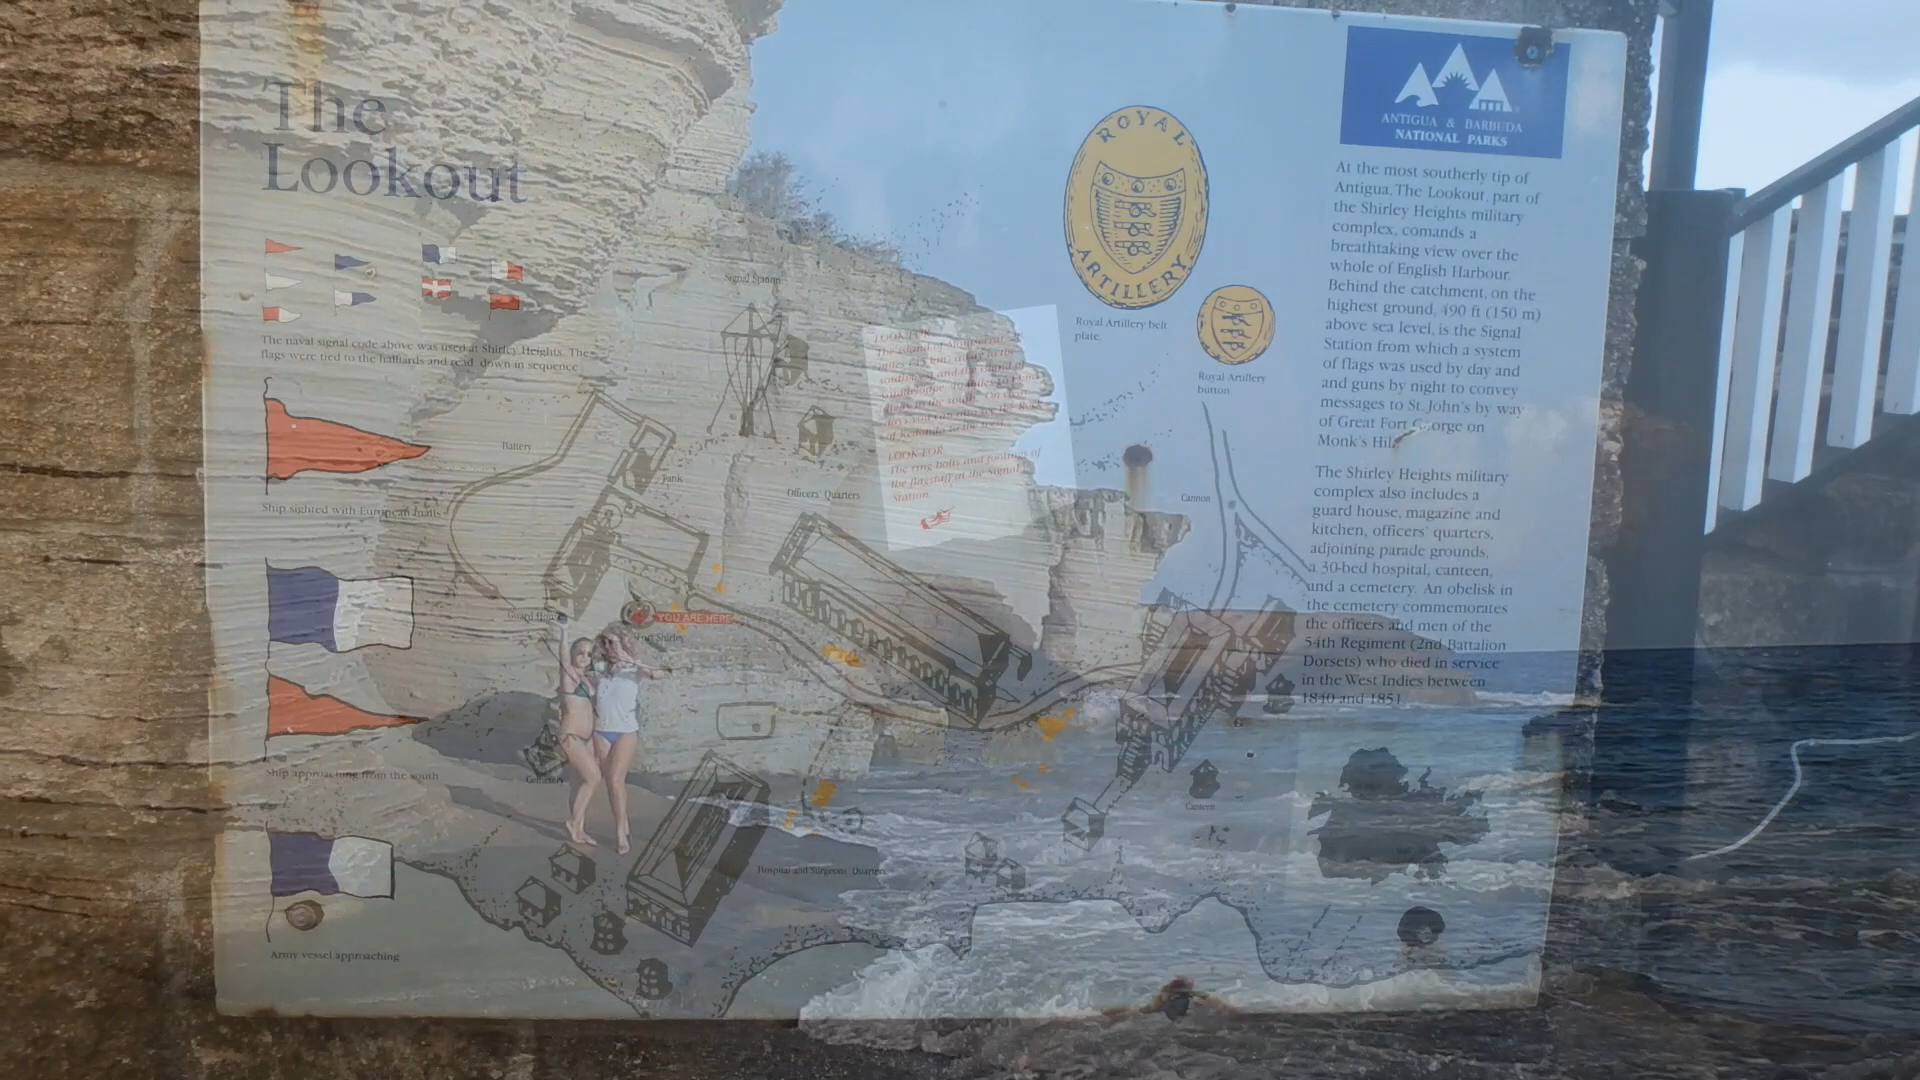 The
Lookout
The naval signal code above was used at Shirley Heights. The
flags were tied to the halliards and read down in sequence
Ship sighted with European mails
Ship approaching from the south
Army vessel approaching
Signal Station
Battery
Tank
Officers' Quarters
Guard House
YOU ARE HERE
Fort Shirley
Cemetery
Hospital and Surgeons Quarters
Cannon
Canteen
LOOK FOR
LOOK FOR
The ring bolts and footings of
the flagstaff at the Signal
Station.
ROYAL
ARTILLERY
Royal Artillery belt
plate.
Royal Artillery
button.
ANTIGUA & BARBUDA
NATIONAL PARKS
At the most southerly tip of
Antigua, The Lookout, part of
the Shirley Heights military
complex, comands a
breathtaking view over the
whole of English Harbour.
Behind the catchment, on the
highest ground, 490 ft (150 m)
above sea level, is the Signal
Station from which a system
of flags was used by day and
and guns by night to convey
messages to St. John's by way
of Great Fort George on
Monk's Hill.
The Shirley Heights military
complex also includes a
guard house, magazine and
kitchen, officers' quarters,
adjoining parade grounds,
a 30-bed hospital, canteen,
and a cemetery. An obelisk in
the cemetery commemorates
the officers and men of the
54th Regiment (2nd Battalion
Dorsets) who died in service
in the West Indies between
1840 and 1851